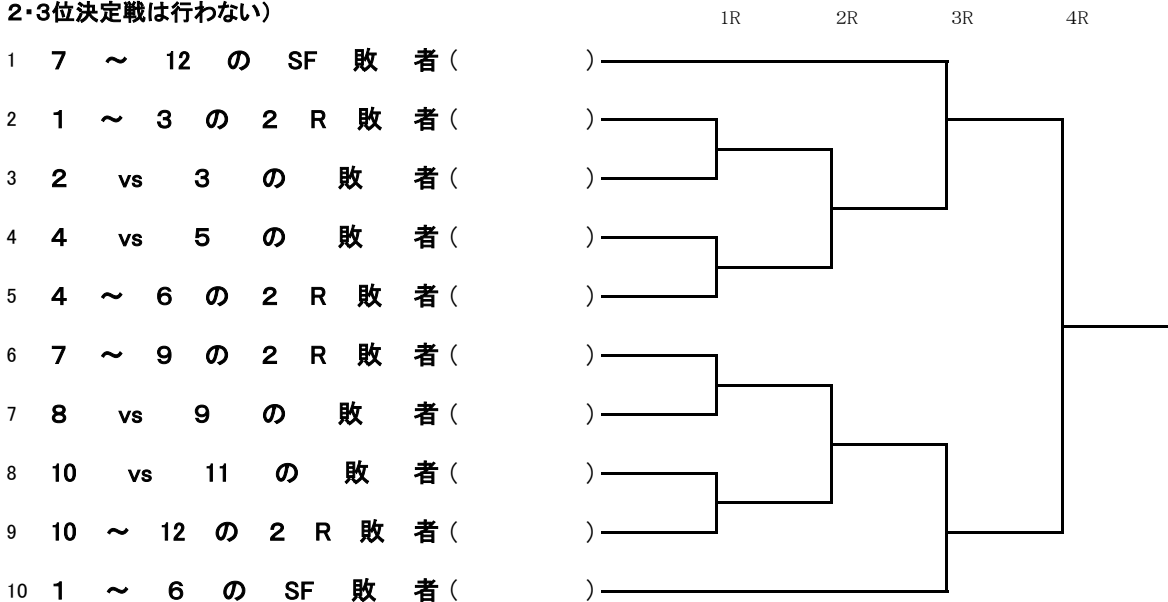 2・3位決定戦は行わない)
1R 2R 3R 4R
1 7 ~ 12 の SF 敗 者 ( )
2 1 ~ 3 の 2 R 敗 者 ( )
3 2 vs 3 の 敗 者 ( )
4 4 vs 5 の 敗 者 ( )
5 4 ~ 6 の 2 R 敗 者 ( )
6 7 ~ 9 の 2 R 敗 者 ( )
7 8 vs 9 の 敗 者 ( )
8 10 vs 11 の 敗 者 ( )
9 10 ~ 12 の 2 R 敗 者 ( )
10 1 ~ 6 の SF 敗 者 ( )